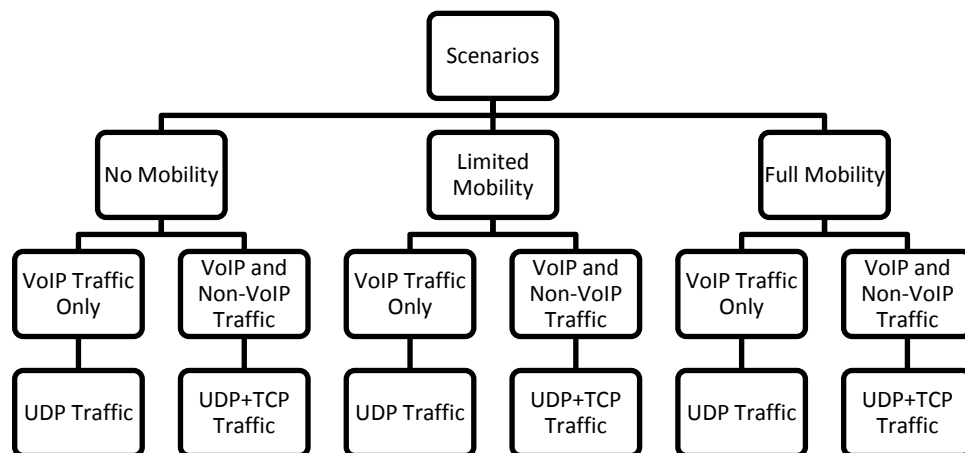 Scenarios
No Mobility
Limited
Mobility
Full Mobility
VoIP Traffic
Only
VoIP and
Non-VoIP
Traffic
VoIP Traffic
Only
VoIP and
Non-VoIP
Traffic
VoIP Traffic
Only
VoIP and
Non-VoIP
Traffic
UDP Traffic
UDP+TCP
Traffic
UDP Traffic
UDP+TCP
Traffic
UDP Traffic
UDP+TCP
Traffic